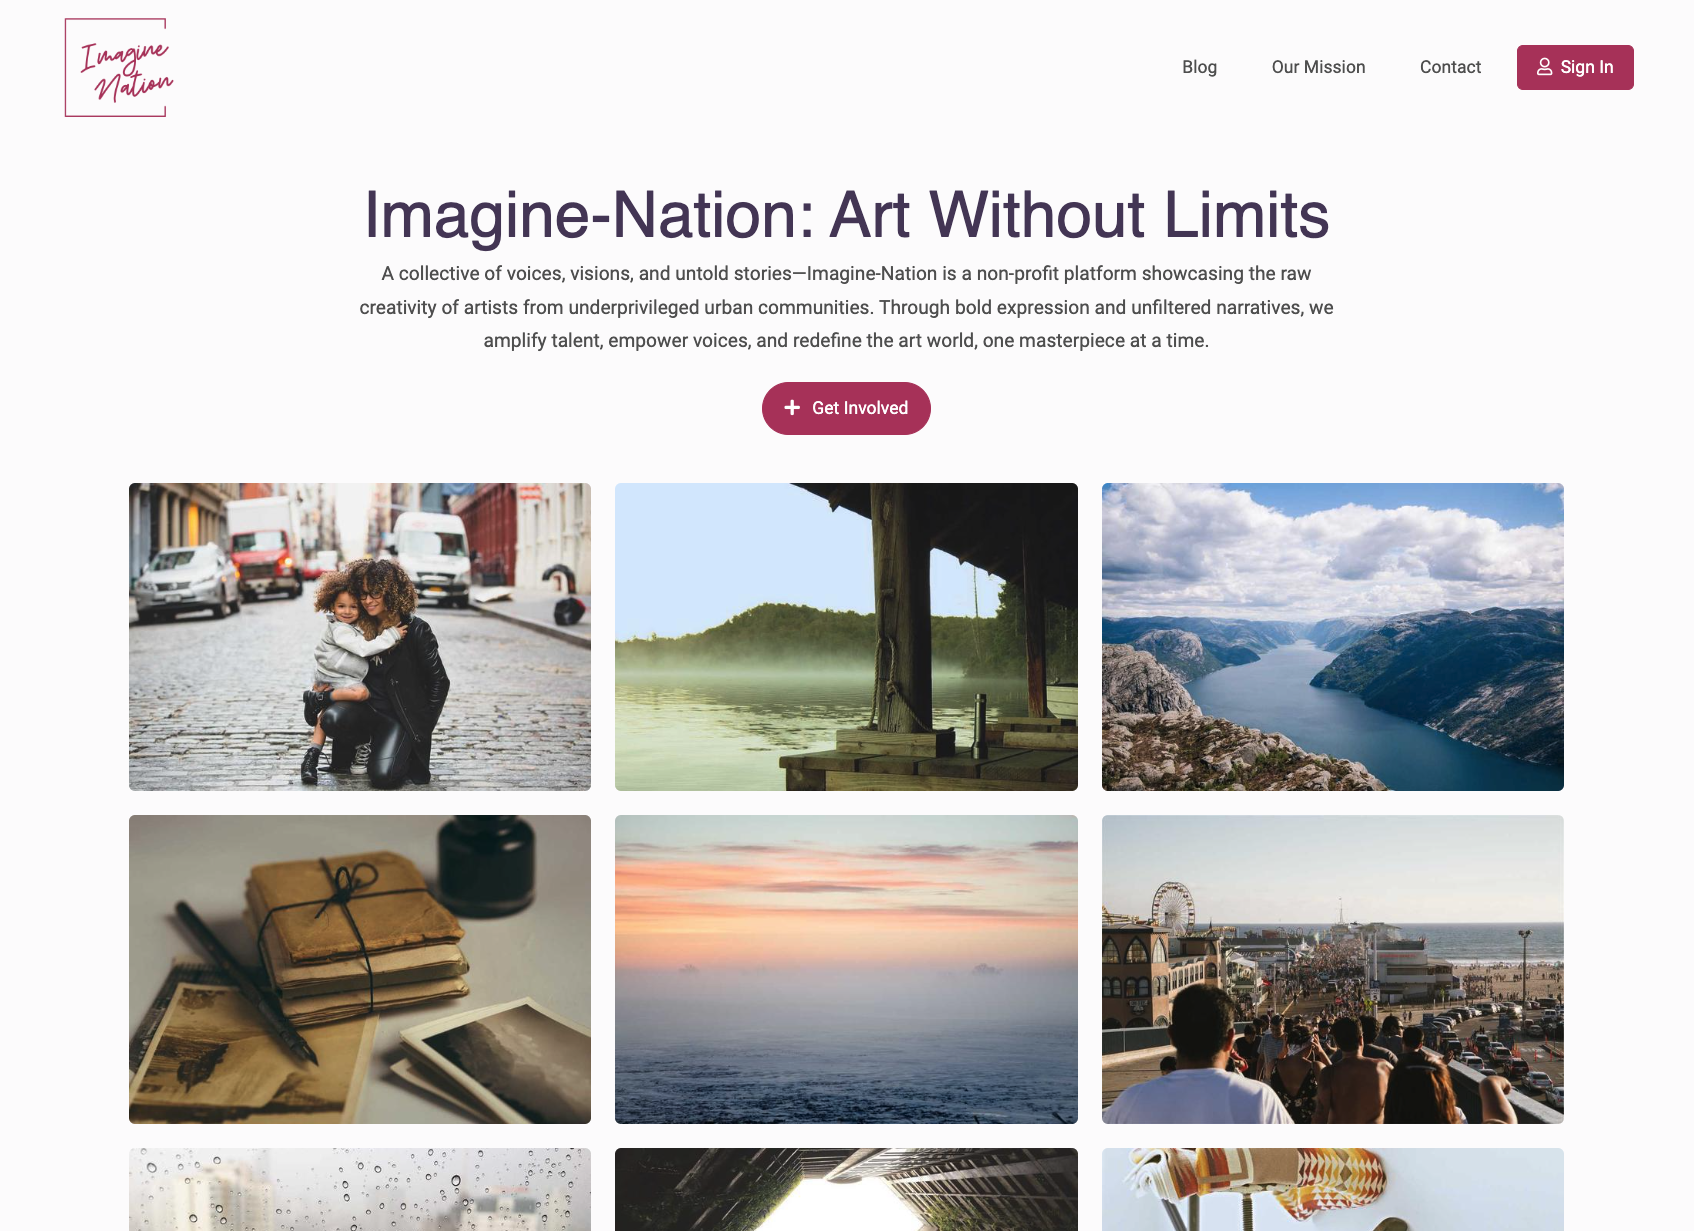 Imagine
Nation
Blog
Our Mission
Contact
Sign In
Imagine-Nation: Art Without Limits
A collective of voices, visions, and untold stories—Imagine-Nation is a non-profit platform showcasing the raw
creativity of artists from underprivileged urban communities. Through bold expression and unfiltered narratives, we
amplify talent, empower voices, and redefine the art world, one masterpiece at a time.
Get Involved